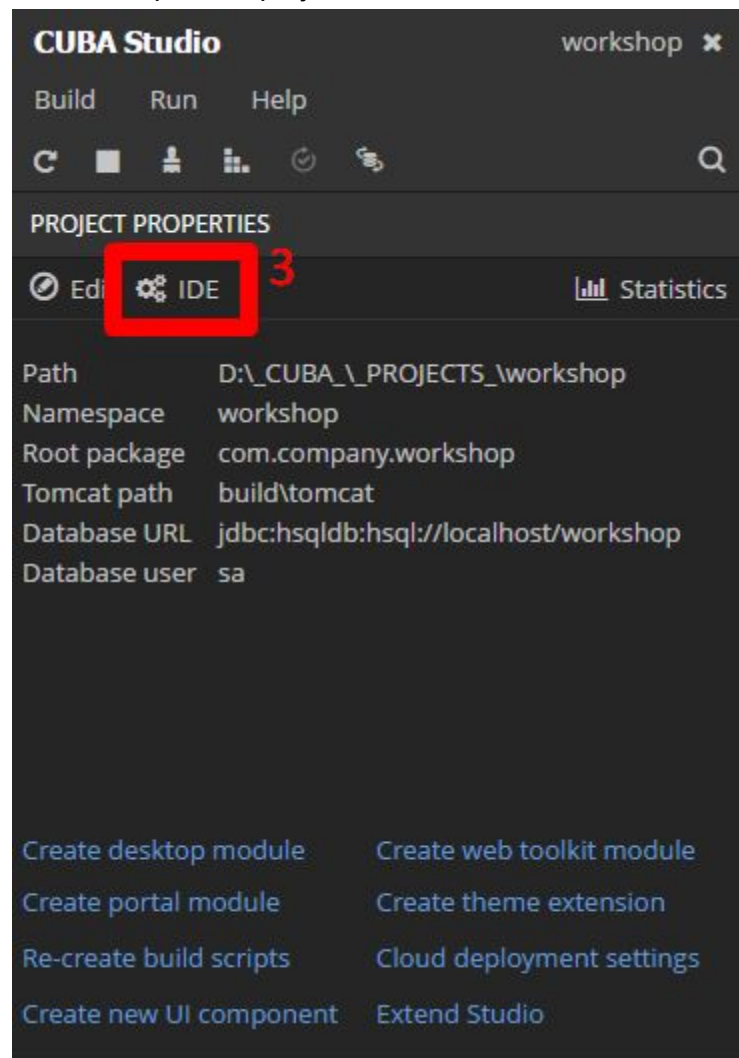 CUBA Studio workshop
Build Run Help
PROJECT PROPERTIES
Edi IDE 3 Statistics
Path D:\_CUBA_\_PROJECTS_\workshop
Namespace workshop
Root package com.company.workshop
Tomcat path build\tomcat
Database URL jdbc:hsqldb:hsql://localhost/workshop
Database user sa
Create desktop module Create web toolkit module
Create portal module Create theme extension
Re-create build scripts Cloud deployment settings
Create new UI component Extend Studio